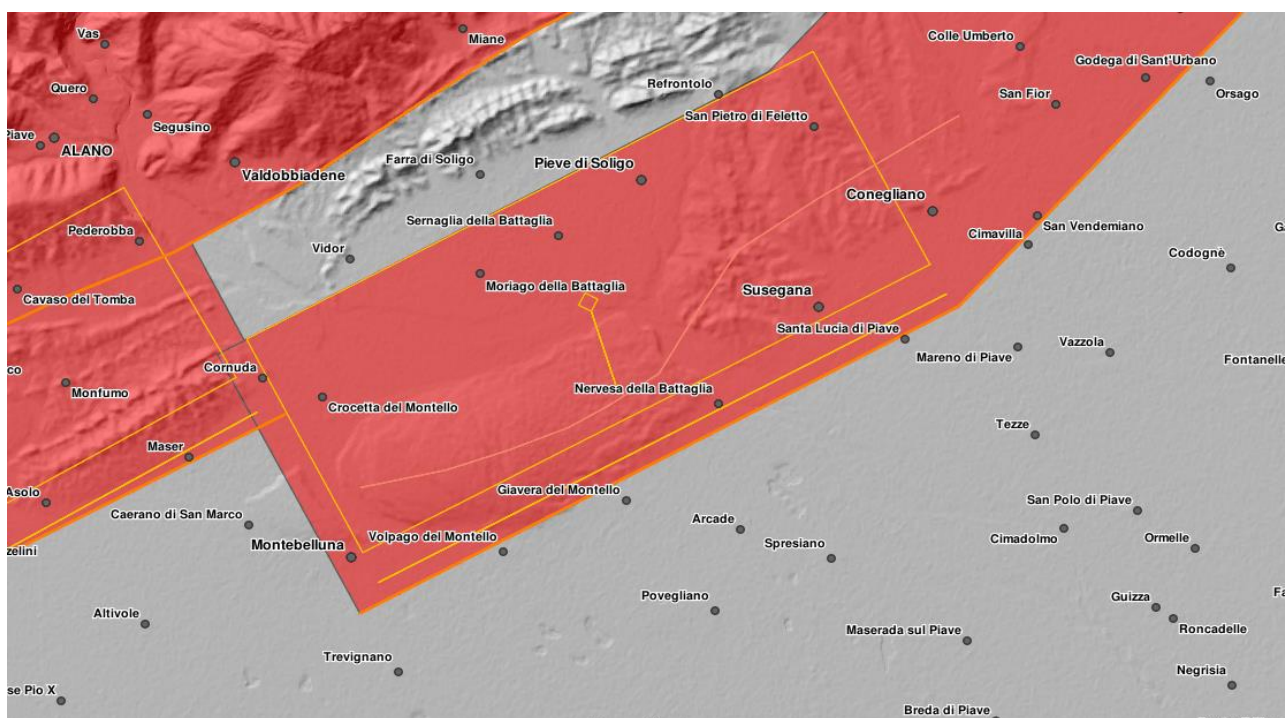 Vas
Miane
Colle Umberto
Godega di Sant'Urbano
Quero
Refrontolo
San Fior
Orsago
Segusino
San Pietro di Feletto
Piave
ALANO
Farra di Soligo
Pieve di Soligo
Valdobbiadene
Conegliano
Sernaglia della Battaglia
Pederobba
San Vendemiano
Cimavilla
Vidor
Codognè
Cavaso del Tomba
Moriago della Battaglia
Susegana
Santa Lucia di Piave
Vazzola
Mareno di Piave
Fontanelle
Cornuda
co
Monfumo
Nervesa della Battaglia
Crocetta del Montello
Tezze
Maser
Asolo
Giavera del Montello
San Polo di Piave
Caerano di San Marco
Arcade
Volpago del Montello
Cimadolmo
Ormelle
Montebelluna
Spresiano
zelini
Povegliano
Guizza
Fa
Altivole
Roncadelle
Maserada sul Piave
Trevignano
Negrisia
se Pio X
Breda di Piave